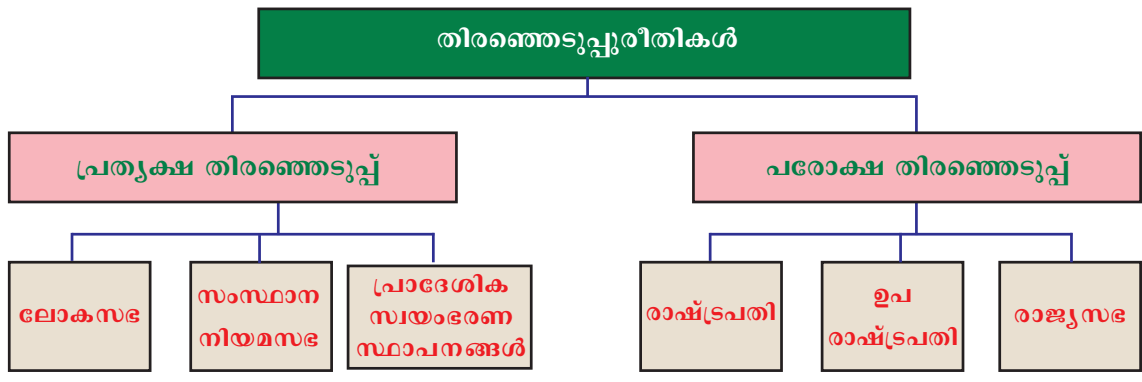 തിരഞ്ഞെടുപ്പുരീതികൾ
പ്രത്യക്ഷ തിരഞ്ഞെടുപ്പ്
പരോക്ഷ തിരഞ്ഞെടുപ്പ്
ലോകസഭ
സംസ്ഥാന
നിയമസഭ
പ്രാദേശിക
സ്വയംഭരണ
സ്ഥാപനങ്ങൾ
രാഷ്ട്രപതി
ഉപ
രാഷ്ട്രപതി
രാജ്യസഭ